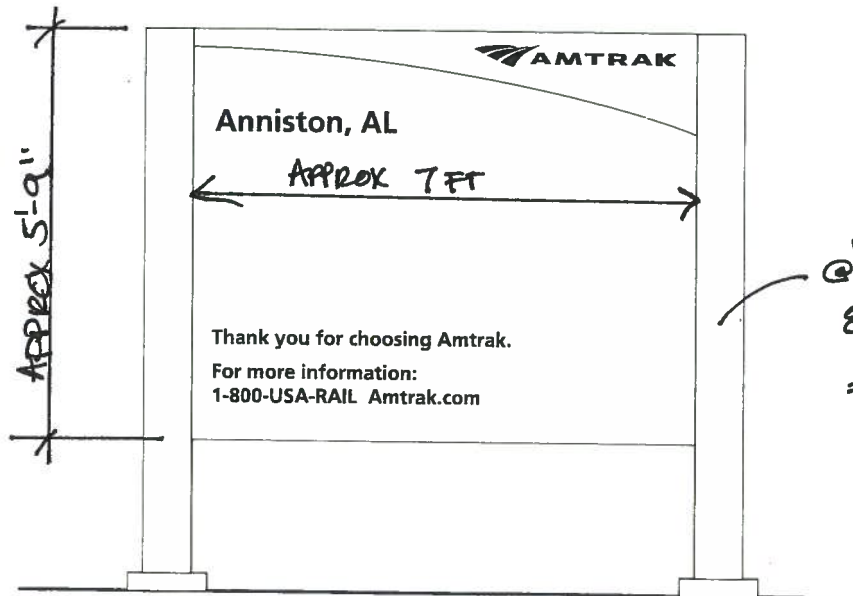 AMTRAK
Anniston, AL
APPROX 7 FT
APPROX 5'-9"
Thank you for choosing Amtrak.
For more information:
1-800-USA-RAIL Amtrak.com
@